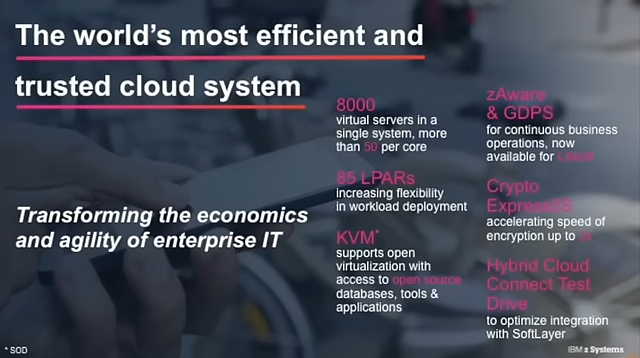 The world's most efficient and
trusted cloud system
Transforming the economics
and agility of enterprise IT
8000
virtual servers in a
single system, more
than 50 per core
85 LPARs
increasing flexibility
in workload deployment
KVM*
supports open
virtualization with
access to open source
databases, tools &
applications
zAware
& GDPS
for continuous business
operations, now
available for
Crypto
Express5S
accelerating speed of
encryption up to
Hybrid Cloud
Connect Test
Drive
to optimize integration
with SoftLayer
* SOD
IBM z Systems